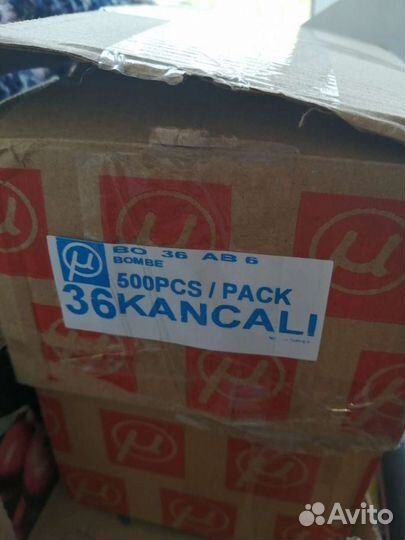 µ
µ
BO 36 AB 6
BOMBE
500PCS / PACK
36KANCALI
µ
µ
Avito